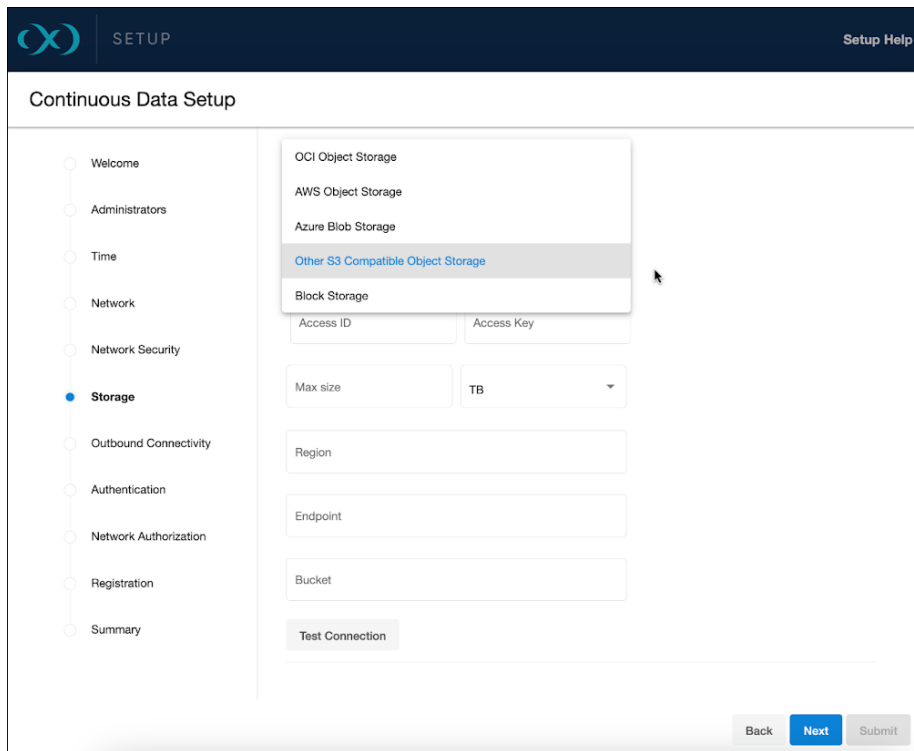 SETUP
Setup Help
Continuous Data Setup
Welcome
Administrators
Time
Network
Network Security
Storage
Outbound Connectivity
Authentication
Network Authorization
Registration
Summary
OCI Object Storage
AWS Object Storage
Azure Blob Storage
Other S3 Compatible Object Storage
Block Storage
Access ID Access Key
Max size TB
Region
Endpoint
Bucket
Test Connection
Back Next Submit